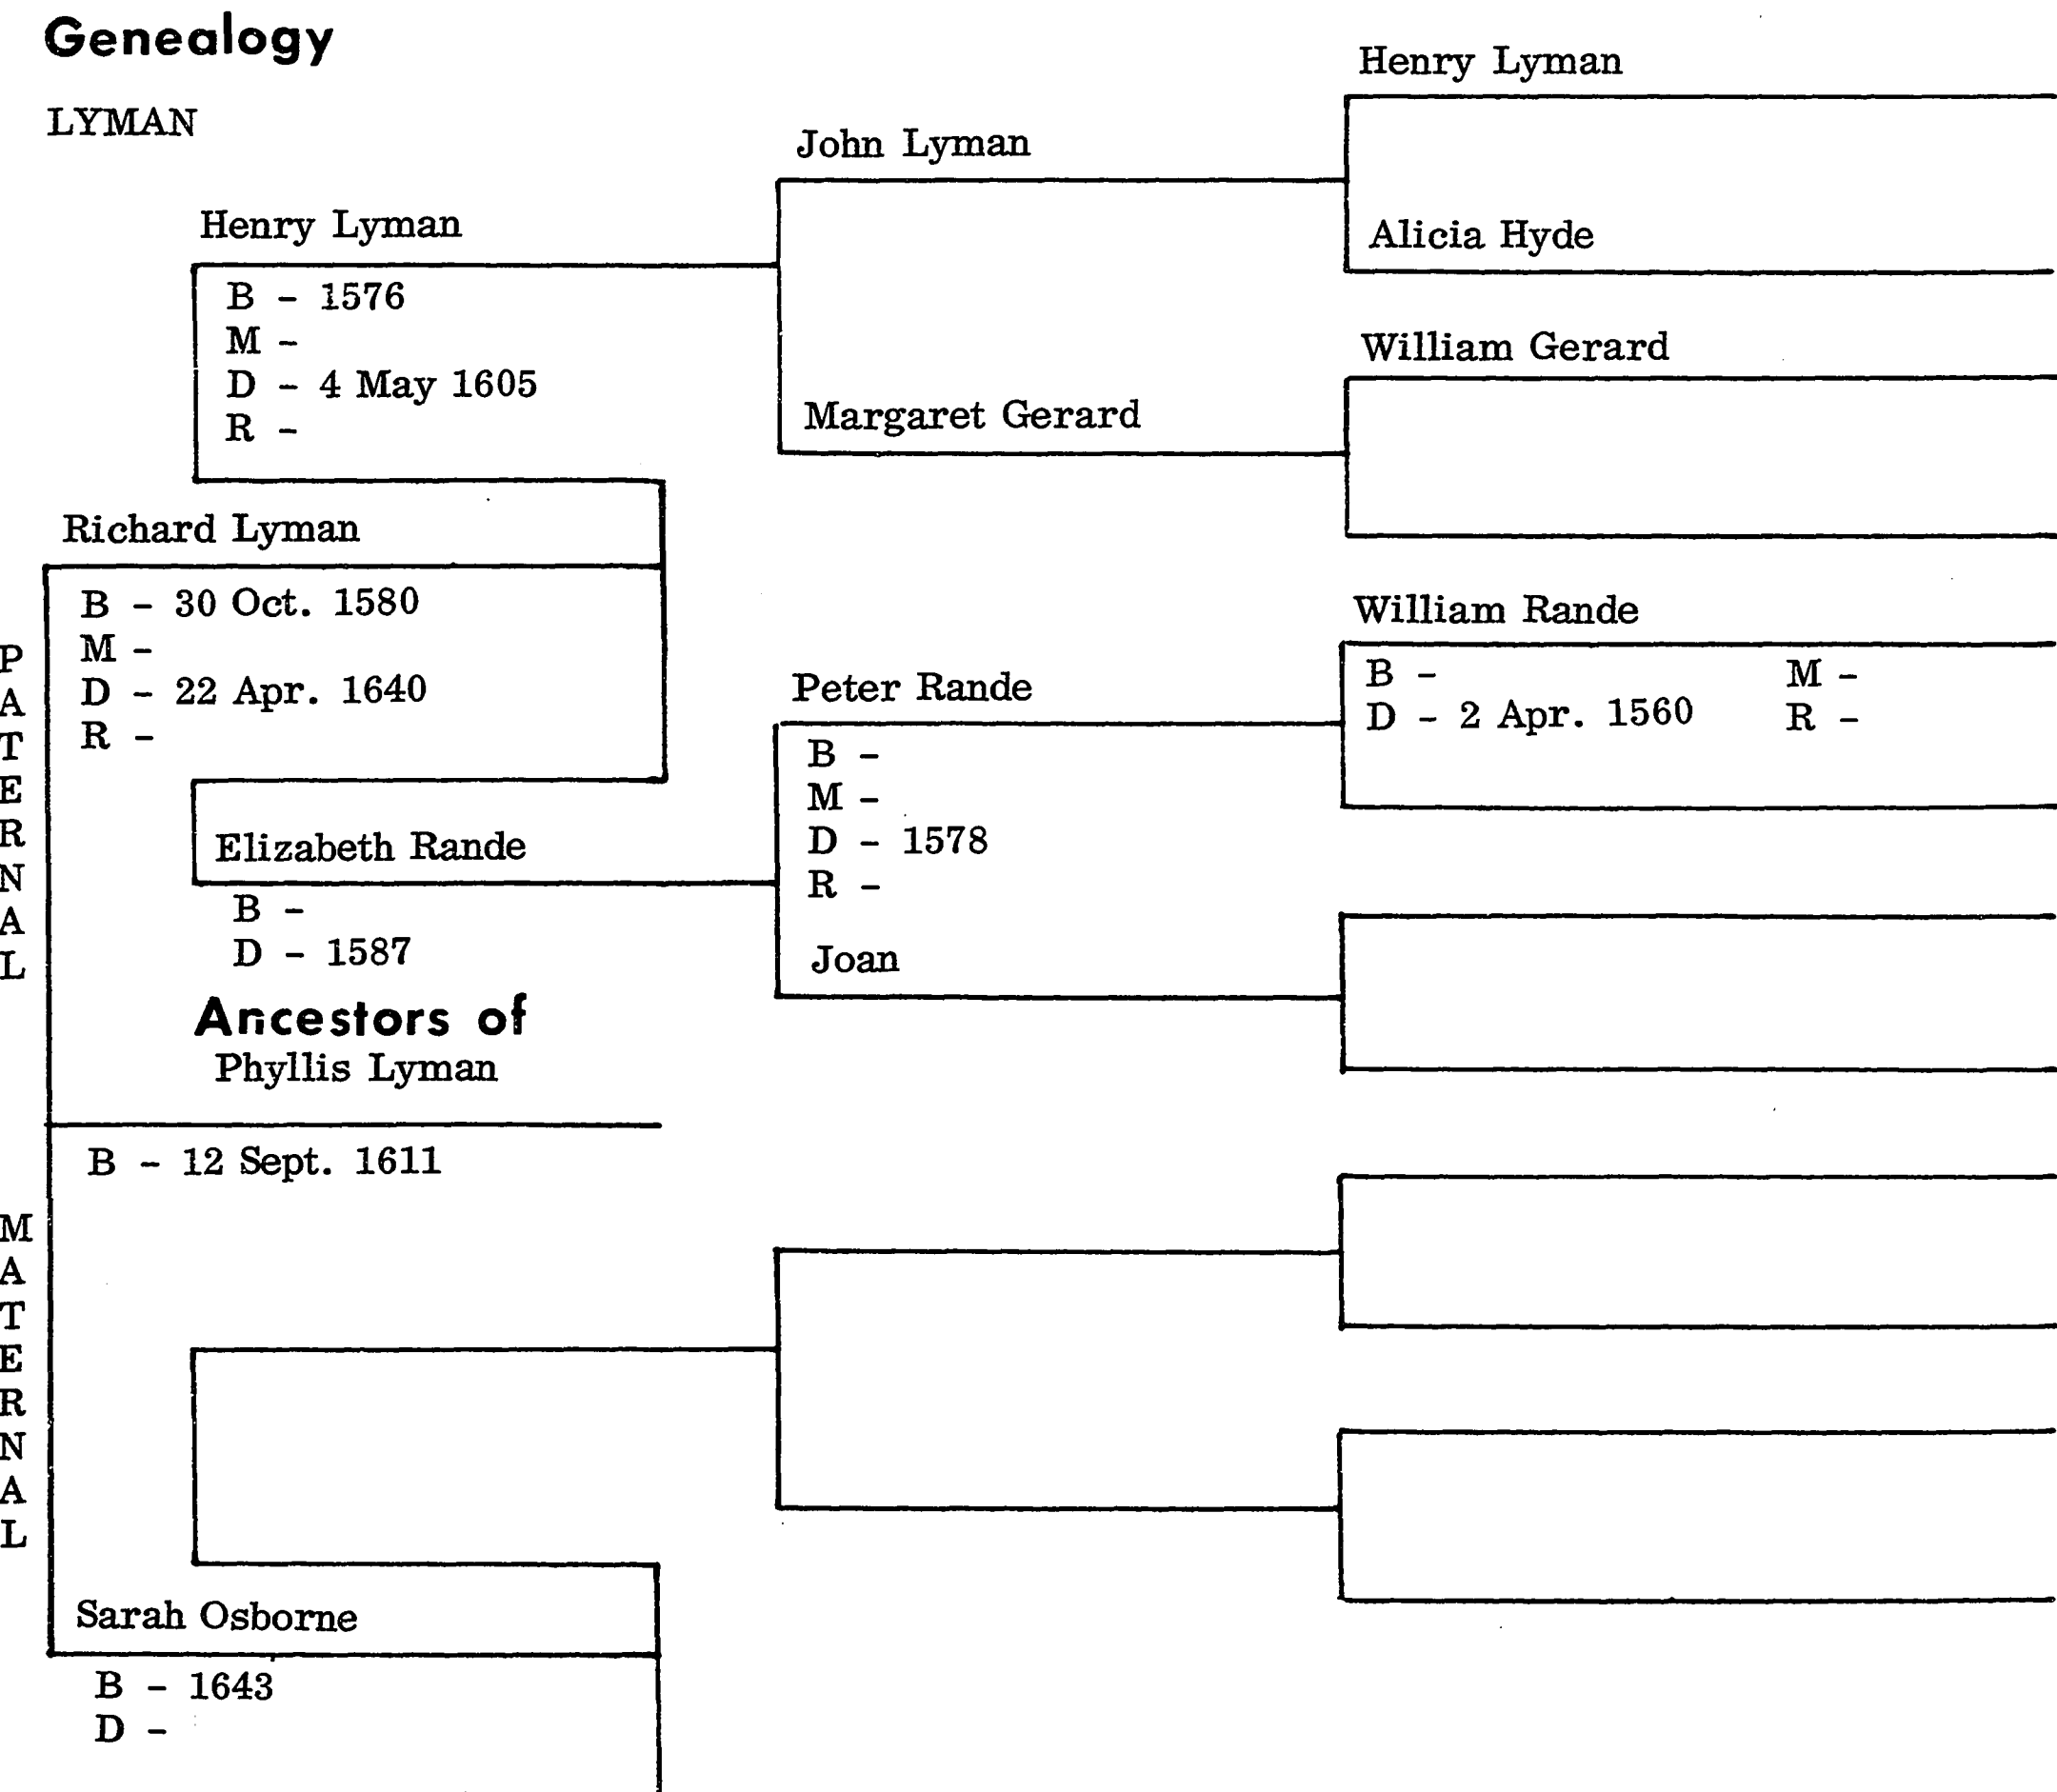 Genealogy
LYMAN
Henry Lyman
John Lyman
Henry Lyman
Alicia Hyde
B - 1576
M -
D - 4 May 1605
R -
William Gerard
Margaret Gerard
Richard Lyman
B - 30 Oct. 1580
M -
D - 22 Apr. 1640
R -
PATERNAL
William Rande
B - M -
D - 2 Apr. 1560 R -
Peter Rande
B -
M -
D - 1578
R -
Joan
Elizabeth Rande
B -
D - 1587
Ancestors of
Phyllis Lyman
B - 12 Sept. 1611
MATERNAL
Sarah Osborne
B - 1643
D -